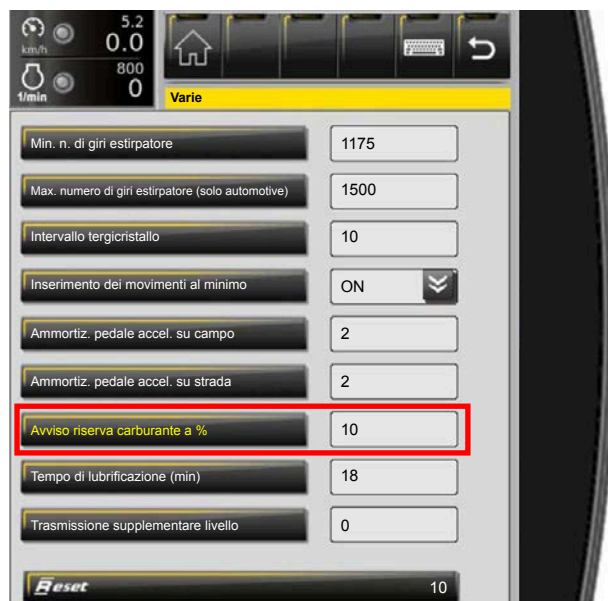 5.2
km/h 0.0
800
1/min 0
Varie
Min. n. di giri estirpatore 1175
Max. numero di giri estirpatore (solo automotive) 1500
Intervallo tergicristallo 10
Inserimento dei movimenti al minimo ON
Ammortiz. pedale accel. su campo 2
Ammortiz. pedale accel. su strada 2
Avviso riserva carburante a % 10
Tempo di lubrificazione (min) 18
Trasmissione supplementare livello 0
Reset 10